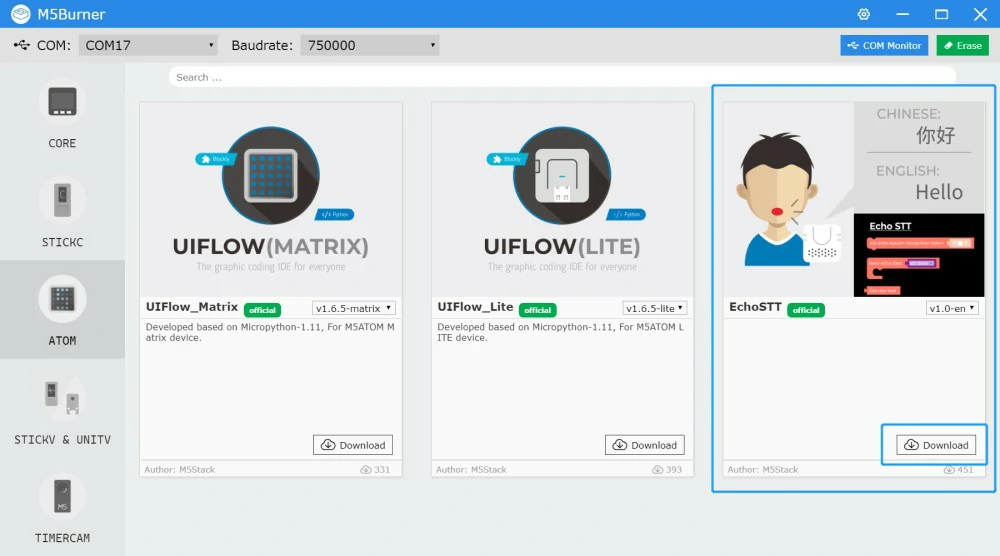 M5Burner
COM: COM17 Baudrate: 750000 COM Monitor Erase
Search ...
CORE
STICKC
ATOM
STICKV & UNITV
TIMERCAM
M5
Blockly
</> Python
UIFLOW(MATRIX)
The graphic coding IDE for everyone
UIFlow_Matrix official v1.6.5-matrix
Developed based on Micropython-1.11, For M5ATOM M
atrix device.
Download
Author: M5Stack 331
Blockly
</> Python
UIFLOW(LITE)
The graphic coding IDE for everyone
UIFlow_Lite official v1.6.5-lite
Developed based on Micropython-1.11, For M5ATOM L
ITE device.
Download
Author: M5Stack 393
CHINESE:
你好
ENGLISH:
Hello
Echo STT
EchoSTT official v1.0-en
Download
Author: M5Stack 451